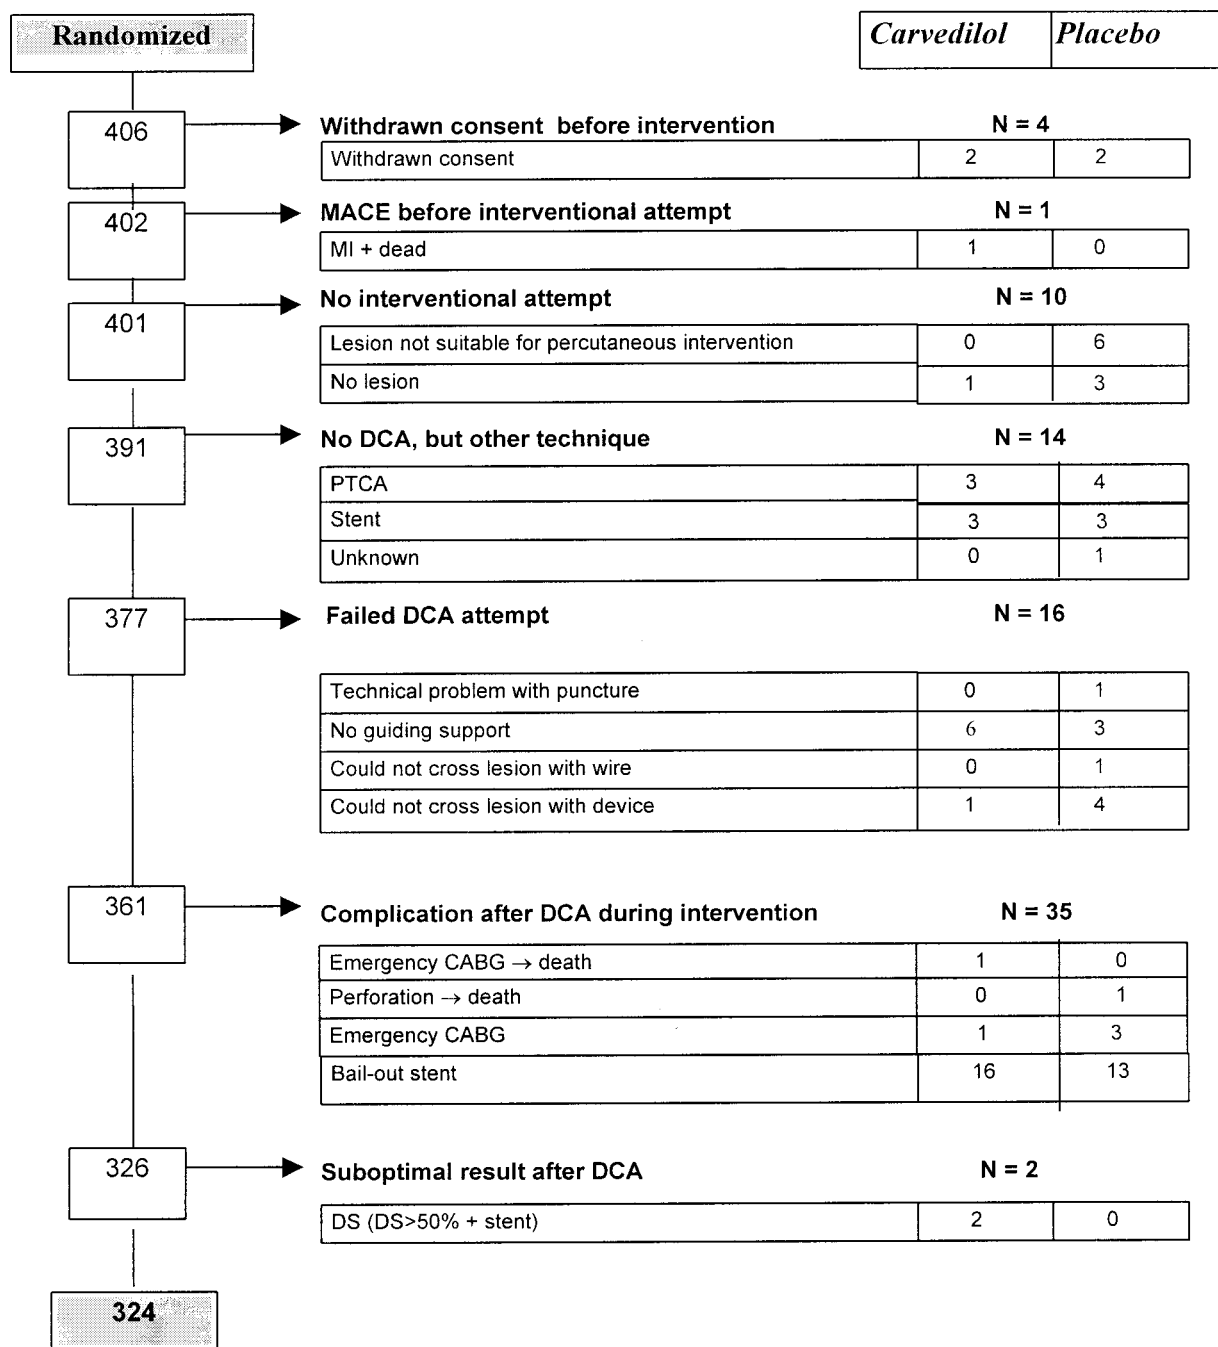 Randomized
Carvedilol Placebo
406
Withdrawn consent before intervention N = 4
Withdrawn consent 2 2
402
MACE before interventional attempt N = 1
MI + dead 1 0
401
No interventional attempt N = 10
Lesion not suitable for percutaneous intervention 0 6
No lesion 1 3
391
No DCA, but other technique N = 14
PTCA 3 4
Stent 3 3
Unknown 0 1
377
Failed DCA attempt N = 16
Technical problem with puncture 0 1
No guiding support 6 3
Could not cross lesion with wire 0 1
Could not cross lesion with device 1 4
361
Complication after DCA during intervention N = 35
Emergency CABG → death 1 0
Perforation → death 0 1
Emergency CABG 1 3
Bail-out stent 16 13
326
Suboptimal result after DCA N = 2
DS (DS>50% + stent) 2 0
324